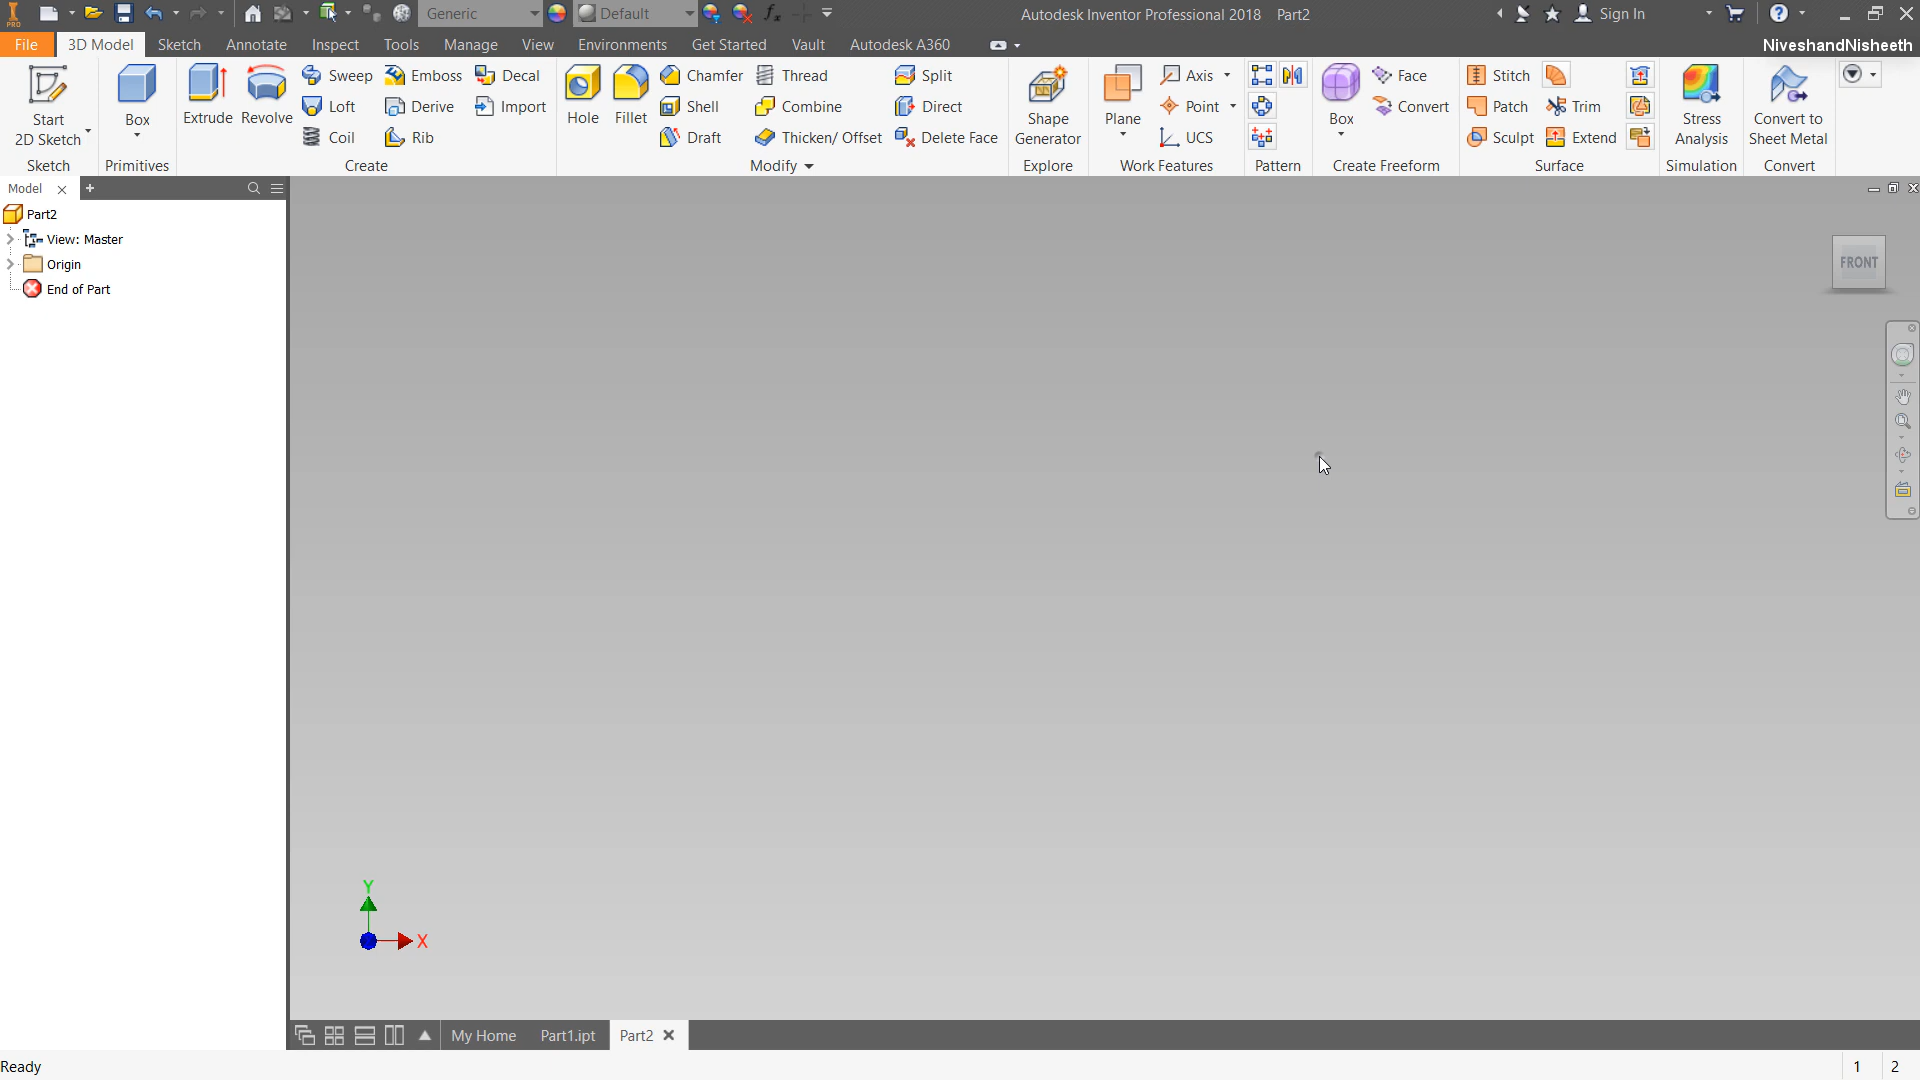 PRO Generic Default fx Autodesk Inventor Professional 2018 Part2 Sign In
File 3D Model Sketch Annotate Inspect Tools Manage View Environments Get Started Vault Autodesk A360 NiveshandNisheeth
Start 2D Sketch
Sketch
Box
Primitives
Extrude Revolve
Sweep Emboss Decal
Loft Derive Import
Coil Rib
Create
Hole Fillet
Chamfer Thread Split
Shell Combine Direct
Draft Thicken/ Offset Delete Face
Modify
Shape Generator
Explore
Plane
Axis
Point
UCS
Work Features
Pattern
Box
Face
Convert
Create Freeform
Stitch
Patch Trim
Sculpt Extend
Surface
Stress Analysis
Simulation
Convert to Sheet Metal
Convert
Model
Part2
View: Master
Origin
End of Part
FRONT
Y
X
My Home Part1.ipt Part2
Ready 1 2